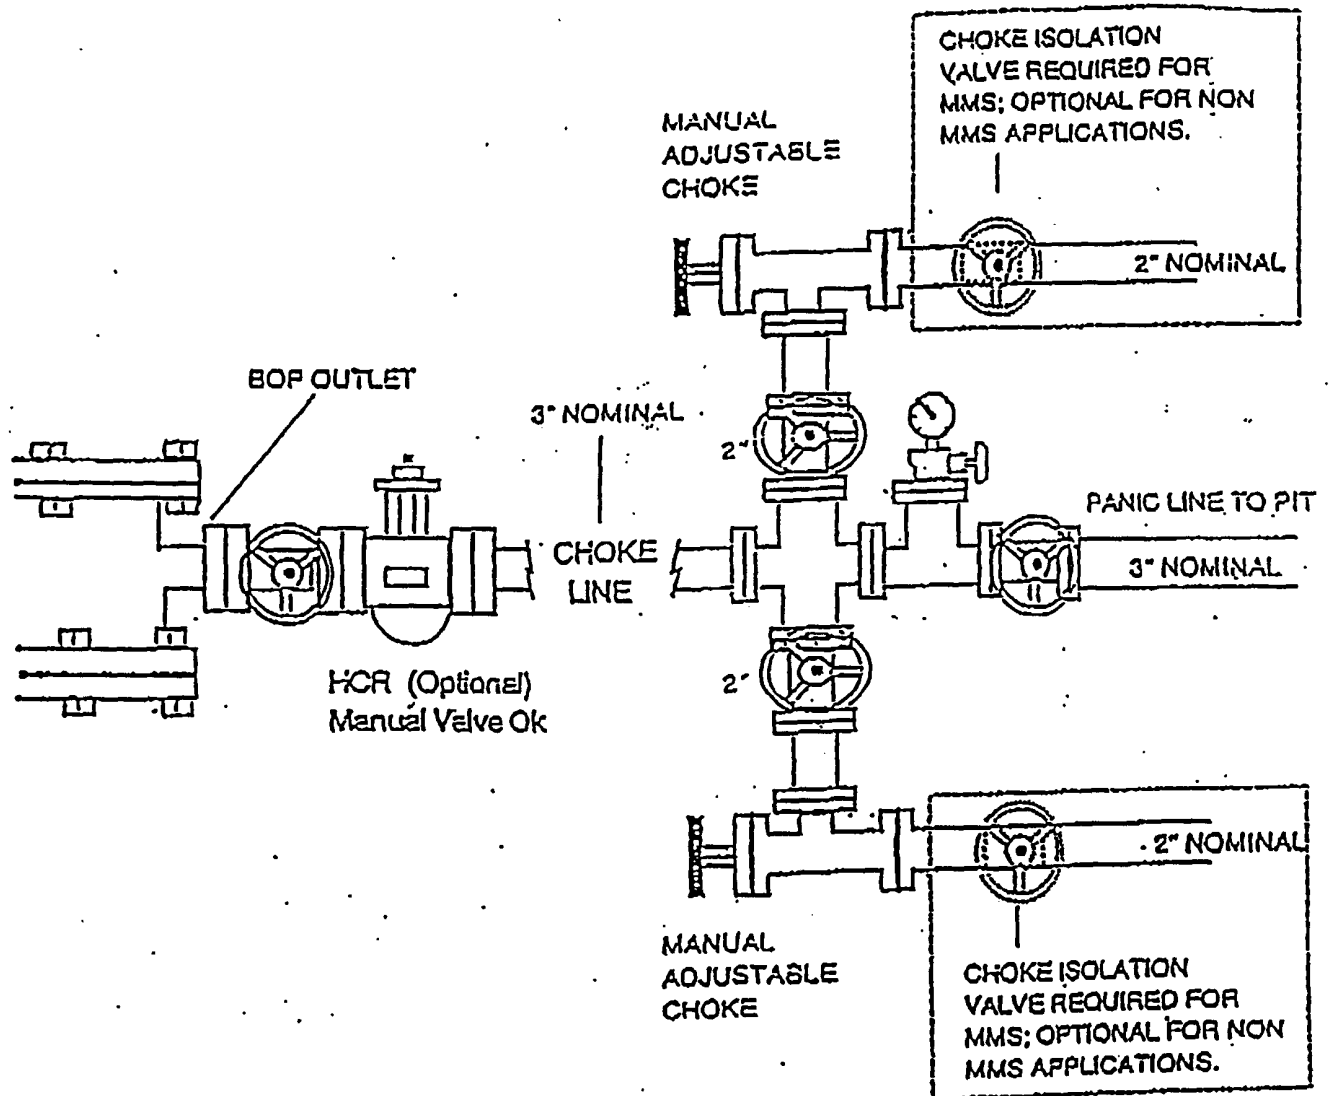 CHOKE ISOLATION
VALVE REQUIRED FOR
MMS; OPTIONAL FOR NON
MMS APPLICATIONS.
MANUAL
ADJUSTABLE
CHOKE
2" NOMINAL
BOP OUTLET
3" NOMINAL
2"
PANIC LINE TO PIT
CHOKE
LINE
3" NOMINAL
HCR (Optional)
Manual Valve Ok
2"
2" NOMINAL
MANUAL
ADJUSTABLE
CHOKE
CHOKE ISOLATION
VALVE REQUIRED FOR
MMS; OPTIONAL FOR NON
MMS APPLICATIONS.